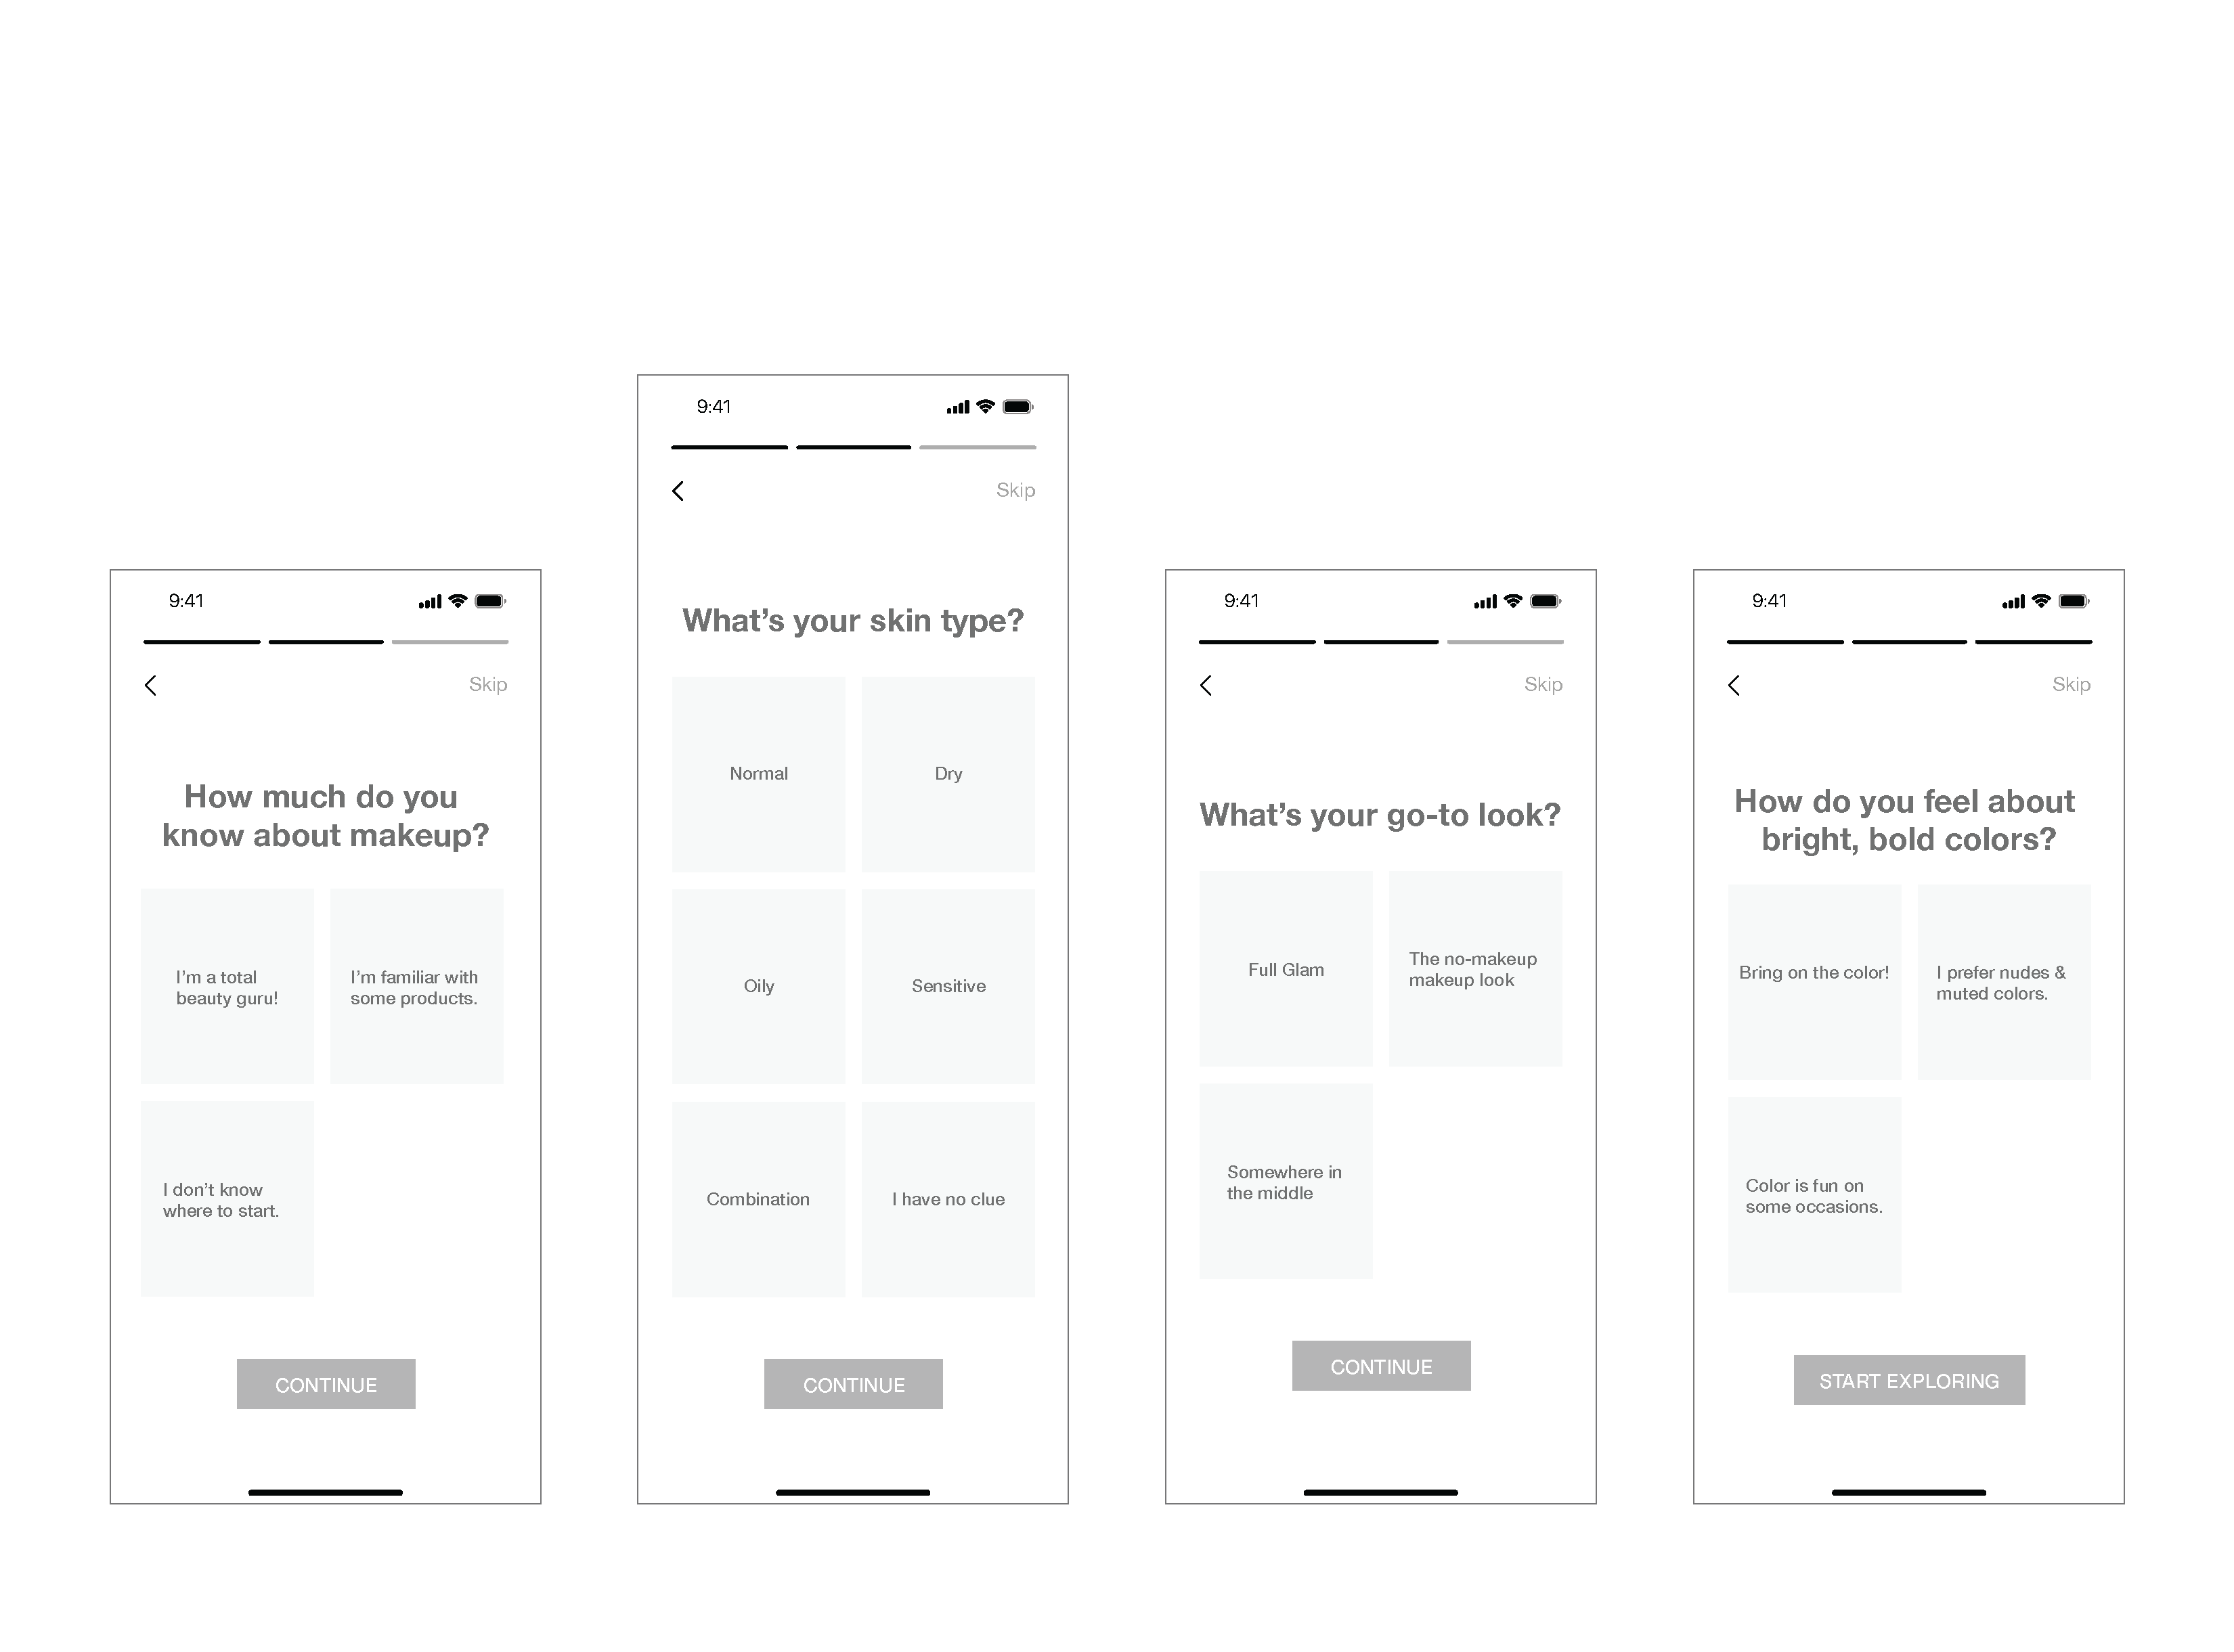 9:41
Skip
How much do you
know about makeup?
I’m a total
beauty guru!
I’m familiar with
some products.
I don’t know
where to start.
CONTINUE
9:41
Skip
What’s your skin type?
Normal
Dry
Oily
Sensitive
Combination
I have no clue
CONTINUE
9:41
Skip
What’s your go-to look?
Full Glam
The no-makeup
makeup look
Somewhere in
the middle
CONTINUE
9:41
Skip
How do you feel about
bright, bold colors?
Bring on the color!
I prefer nudes &
muted colors.
Color is fun on
some occasions.
START EXPLORING